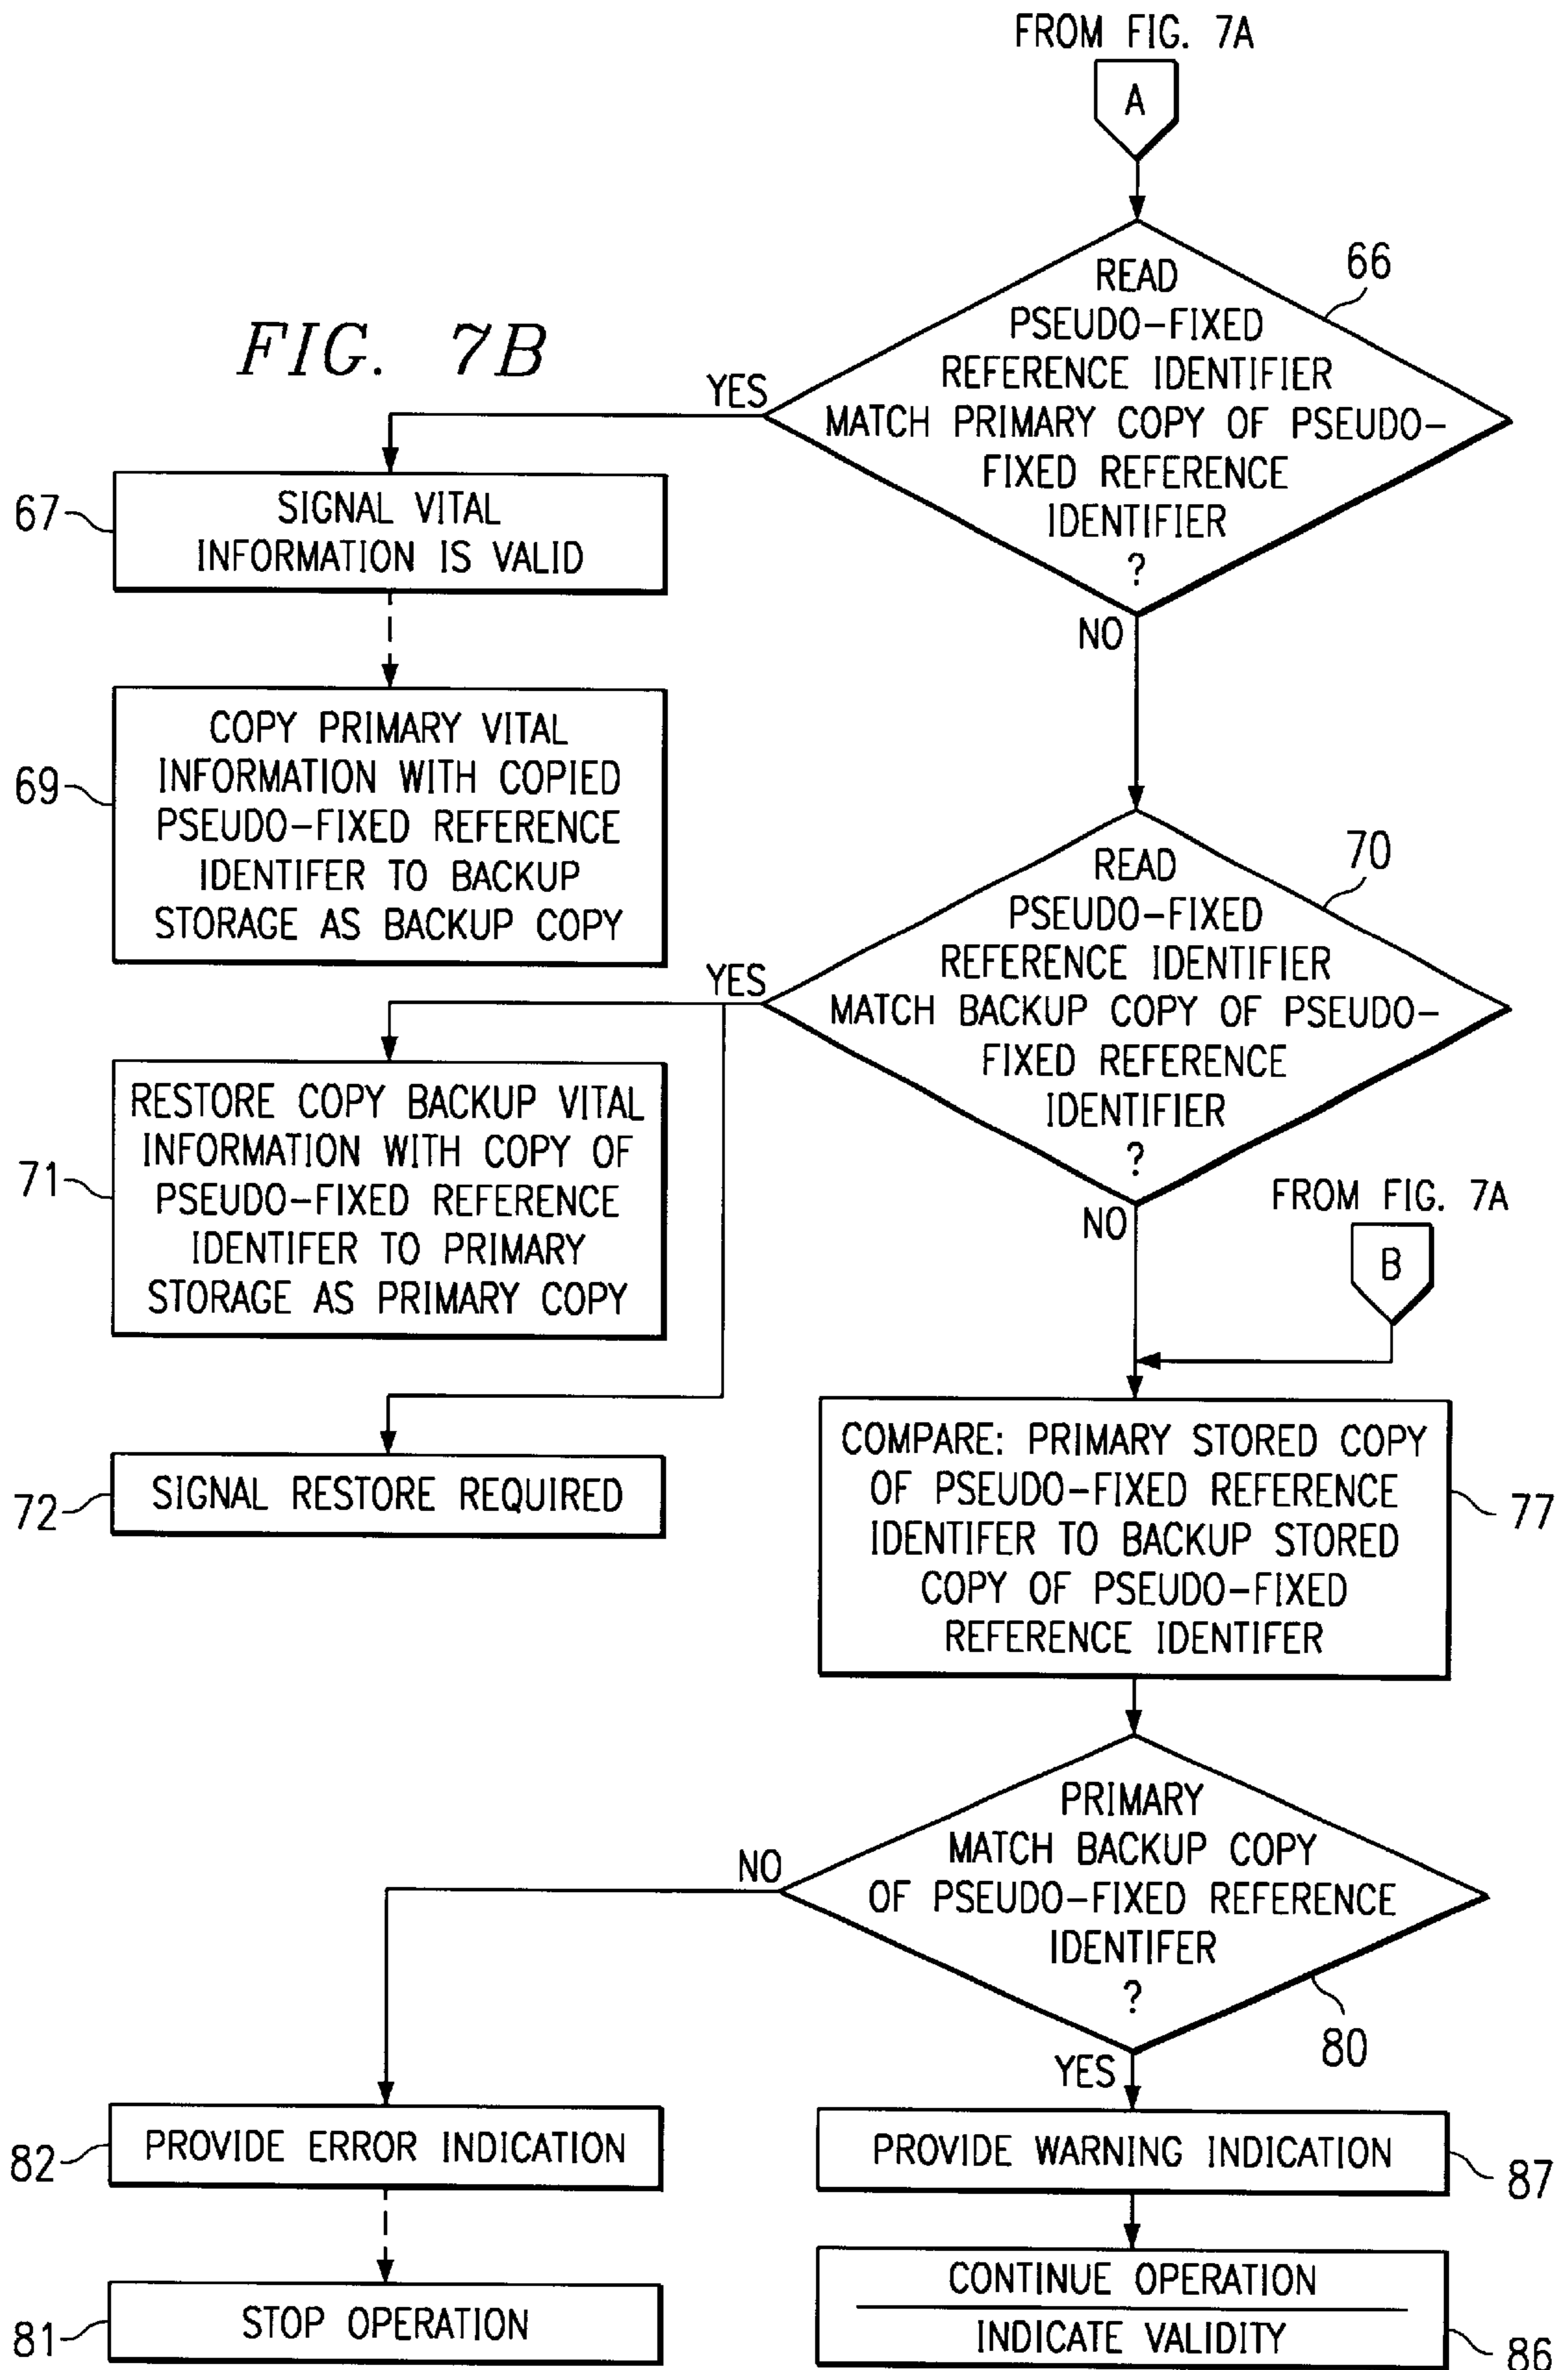 FROM FIG. 7A
A
FIG. 7B
66
READ
PSEUDO-FIXED
REFERENCE IDENTIFIER
MATCH PRIMARY COPY OF PSEUDO-
FIXED REFERENCE
IDENTIFIER
?
YES
NO
67
SIGNAL VITAL
INFORMATION IS VALID
69
COPY PRIMARY VITAL
INFORMATION WITH COPIED
PSEUDO-FIXED REFERENCE
IDENTIFER TO BACKUP
STORAGE AS BACKUP COPY
70
READ
PSEUDO-FIXED
REFERENCE IDENTIFIER
MATCH BACKUP COPY OF PSEUDO-
FIXED REFERENCE
IDENTIFIER
?
YES
NO
71
RESTORE COPY BACKUP VITAL
INFORMATION WITH COPY OF
PSEUDO-FIXED REFERENCE
IDENTIFER TO PRIMARY
STORAGE AS PRIMARY COPY
72
SIGNAL RESTORE REQUIRED
FROM FIG. 7A
B
COMPARE: PRIMARY STORED COPY
OF PSEUDO-FIXED REFERENCE
IDENTIFER TO BACKUP STORED
COPY OF PSEUDO-FIXED
REFERENCE IDENTIFER
77
PRIMARY
MATCH BACKUP COPY
OF PSEUDO-FIXED REFERENCE
IDENTIFER
?
80
NO
YES
82
PROVIDE ERROR INDICATION
81
STOP OPERATION
PROVIDE WARNING INDICATION
87
CONTINUE OPERATION
INDICATE VALIDITY
86